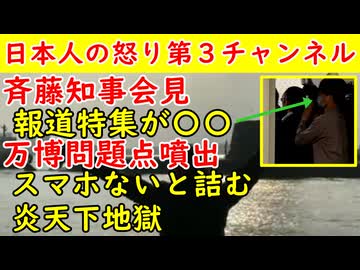 日本人の怒り第３チャンネル
斉藤知事会見
報道特集が〇〇
万博問題点噴出
スマホないと詰む
炎天下地獄